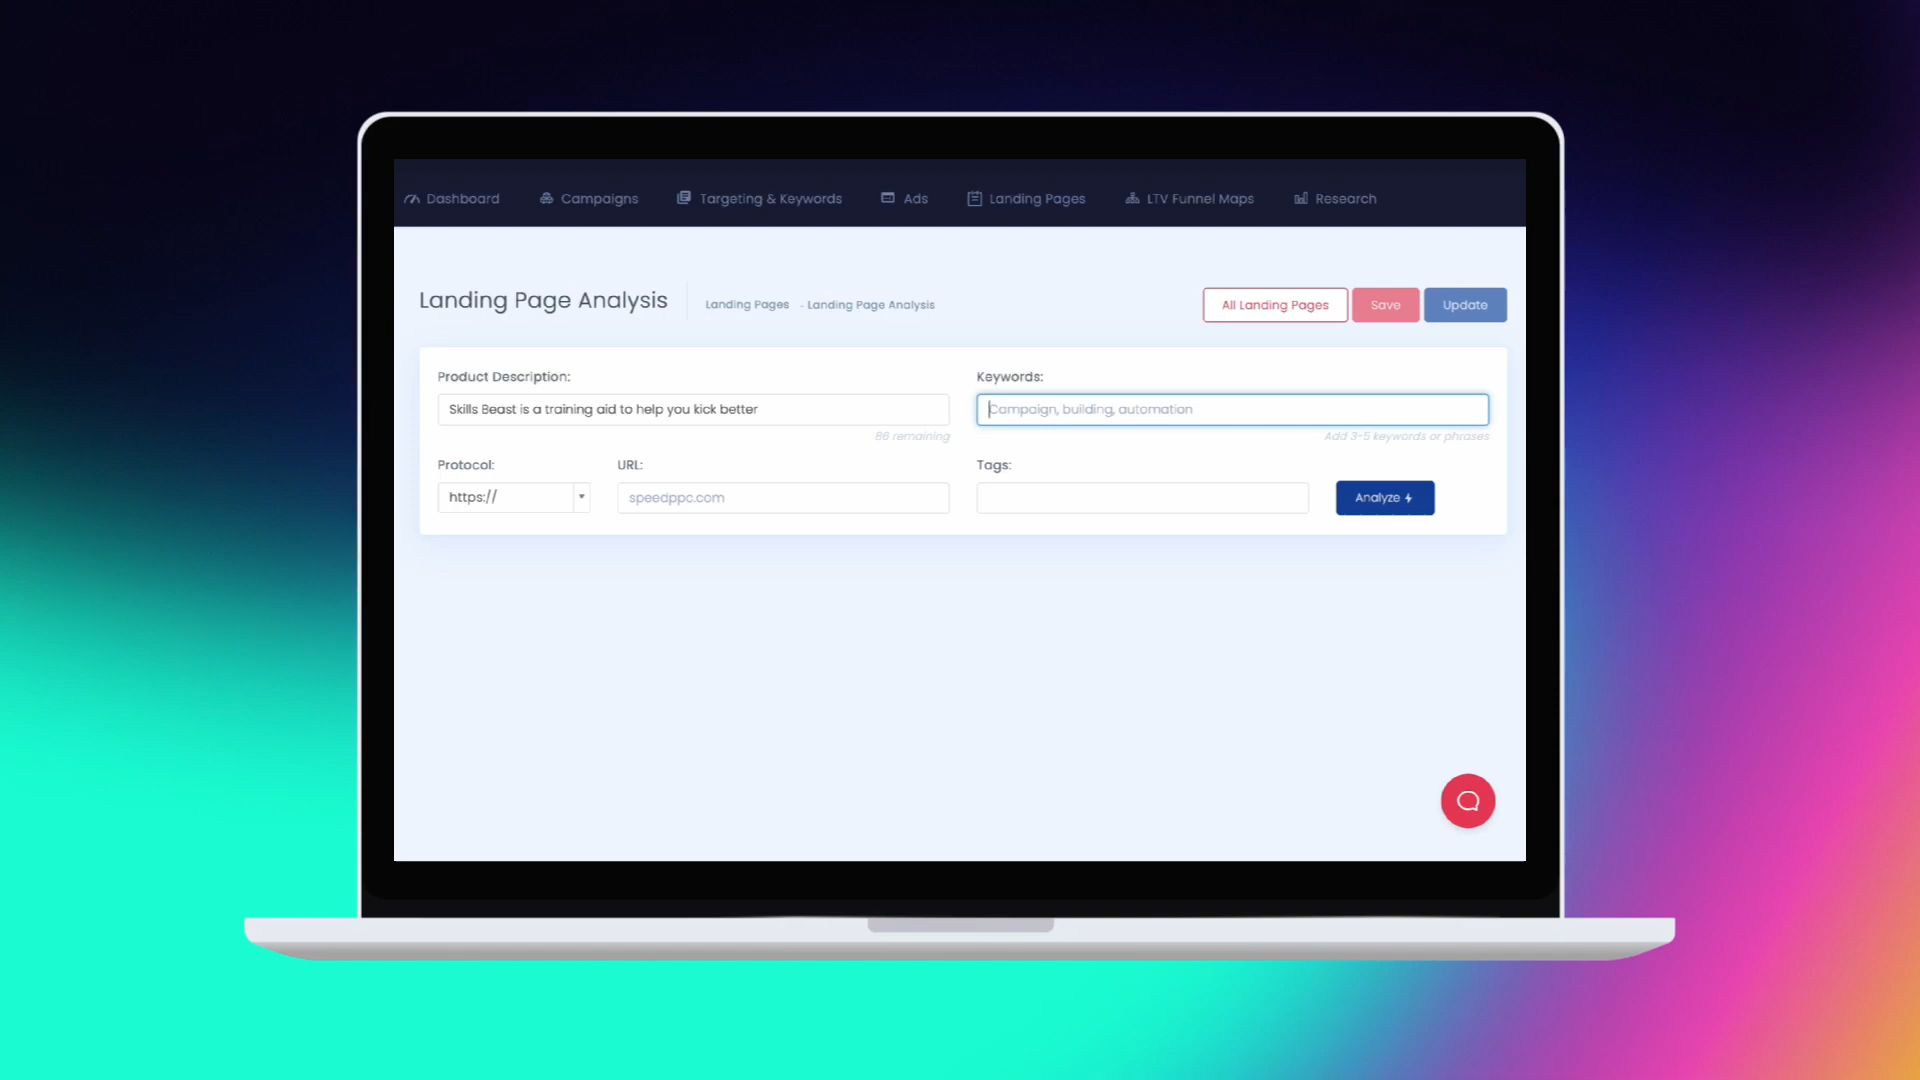 Dashboard Campaigns Targeting & Keywords Ads Landing Pages LTV Funnel Maps Research
Landing Page Analysis Landing Pages - Landing Page Analysis All Landing Pages Save Update
Product Description: Keywords:
Skills Beast is a training aid to help you kick better Campaign, building, automation
86 remaining Add 3-5 keywords or phrases
Protocol: URL: Tags:
https:// speedppc.com Analyze